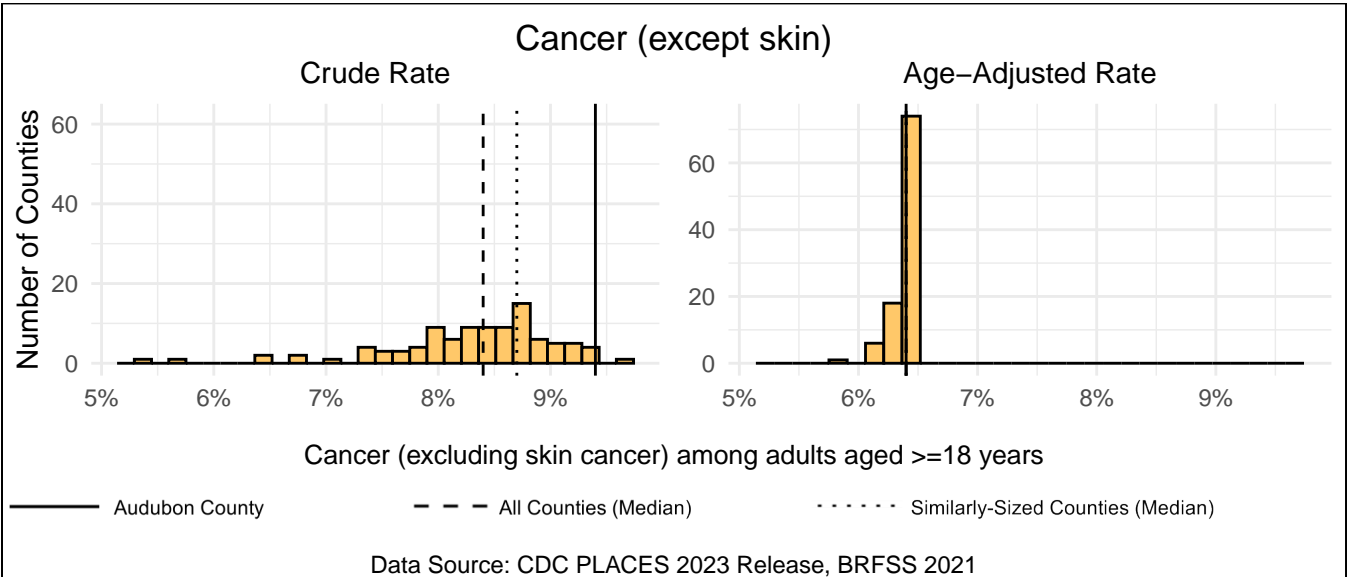 Cancer (except skin)
Crude Rate
Age−Adjusted Rate
Number of Counties
60
40
20
0
5%
6%
7%
8%
9%
60
40
20
0
5%
6%
7%
8%
9%
Cancer (excluding skin cancer) among adults aged >=18 years
Audubon County
All Counties (Median)
Similarly-Sized Counties (Median)
Data Source: CDC PLACES 2023 Release, BRFSS 2021